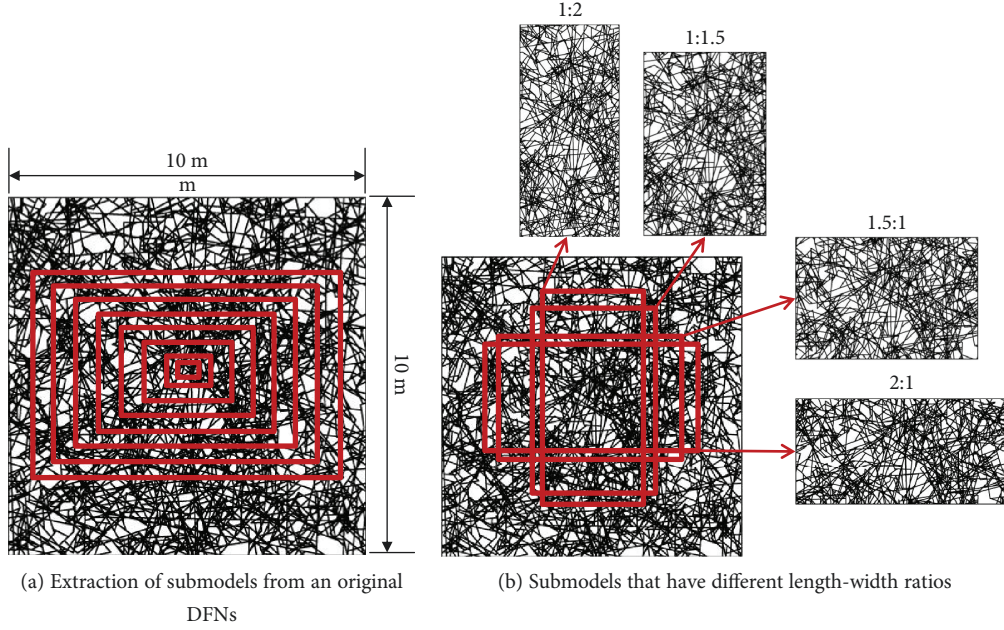 1:2
1:1.5
10 m
m
10 m
1.5:1
2:1
(a) Extraction of submodels from an original
DFNs
(b) Submodels that have different length-width ratios